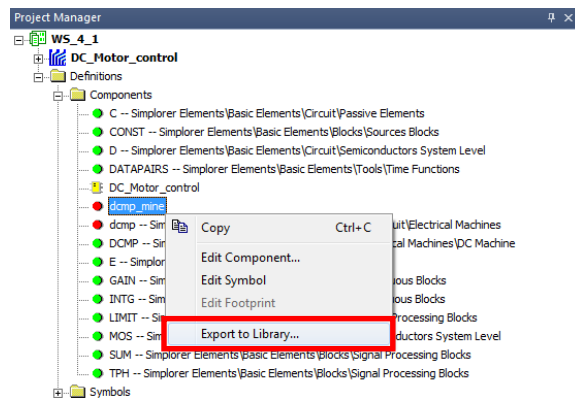 Project Manager
WS_4_1
DC_Motor_control
Definitions
Components
C -- Simplorer Elements\Basic Elements\Circuit\Passive Elements
CONST -- Simplorer Elements\Basic Elements\Blocks\Sources Blocks
D -- Simplorer Elements\Basic Elements\Circuit\Semiconductors System Level
DATAPAIRS -- Simplorer Elements\Basic Elements\Tools\Time Functions
DC_Motor_control
dcmp_mine
dcmp -- Sim Copy Ctrl+C uit\Electrical Machines
DCMP -- Sim cal Machines\DC Machine
Edit Component...
E -- Simplor
GAIN -- Sim Edit Symbol uous Blocks
INTG -- Sim Edit Footprint uous Blocks
LIMIT -- Si Processing Blocks
MOS -- Sim Export to Library... ductors System Level
SUM -- Simplorer Elements\Basic Elements\Blocks\Signal Processing Blocks
TPH -- Simplorer Elements\Basic Elements\Blocks\Signal Processing Blocks
Symbols